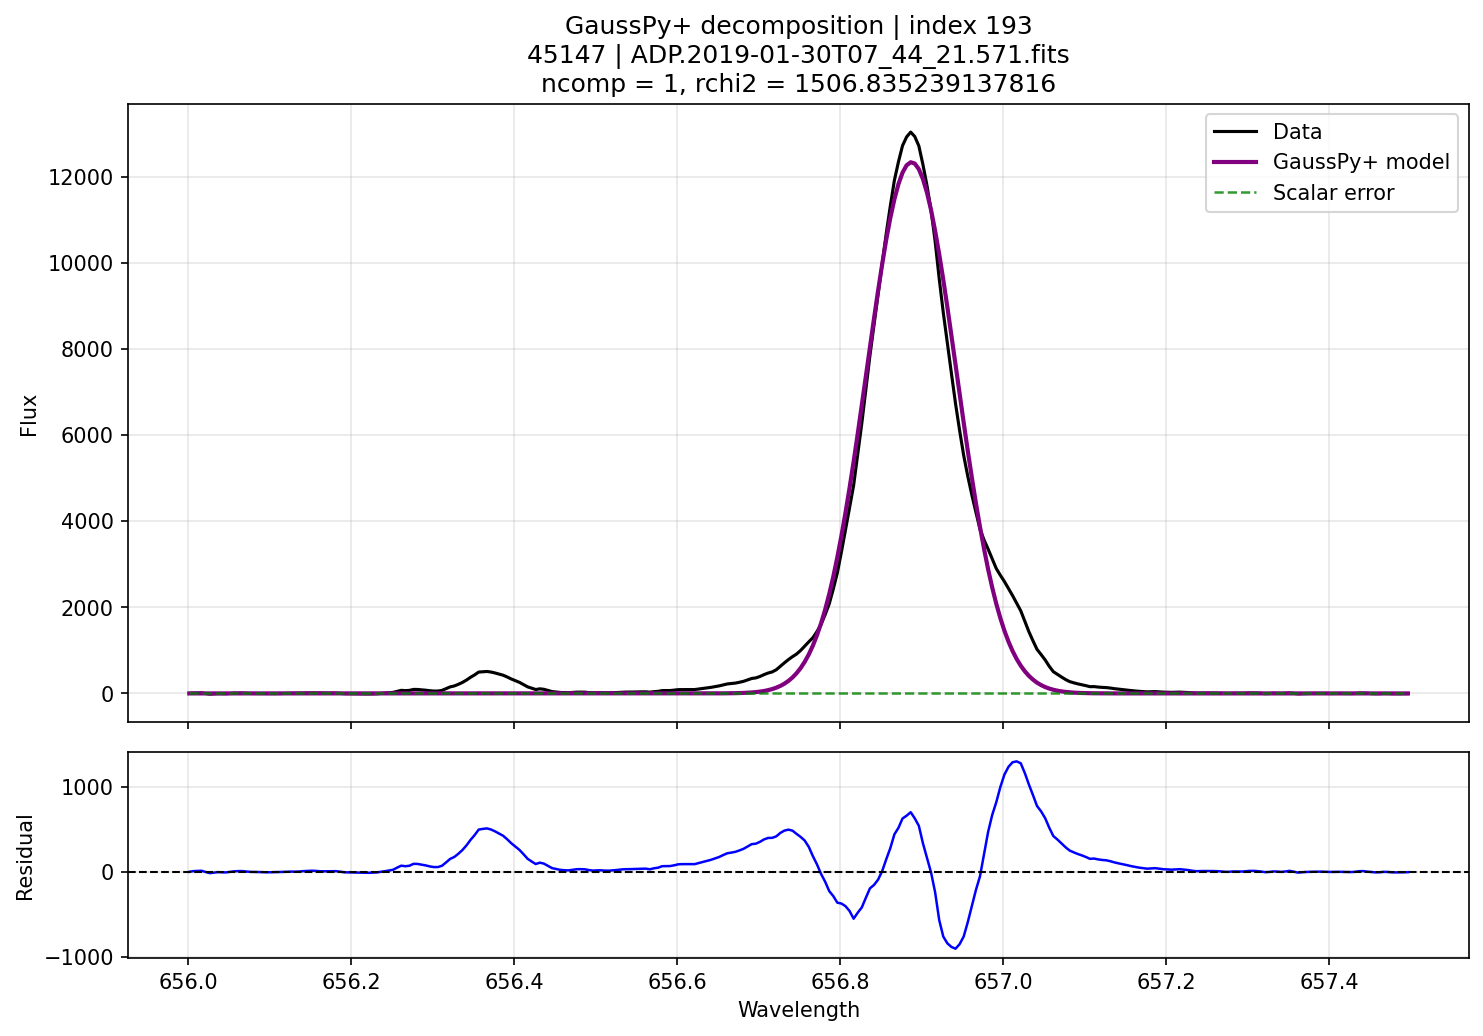 GaussPy+ decomposition | index 193
45147 | ADP.2019-01-30T07_44_21.571.fits
ncomp = 1, rchi2 = 1506.835239137816
Data
GaussPy+ model
Scalar error
Flux
12000
10000
8000
6000
4000
2000
0
Residual
1000
0
−1000
656.0 656.2 656.4 656.6 656.8 657.0 657.2 657.4
Wavelength